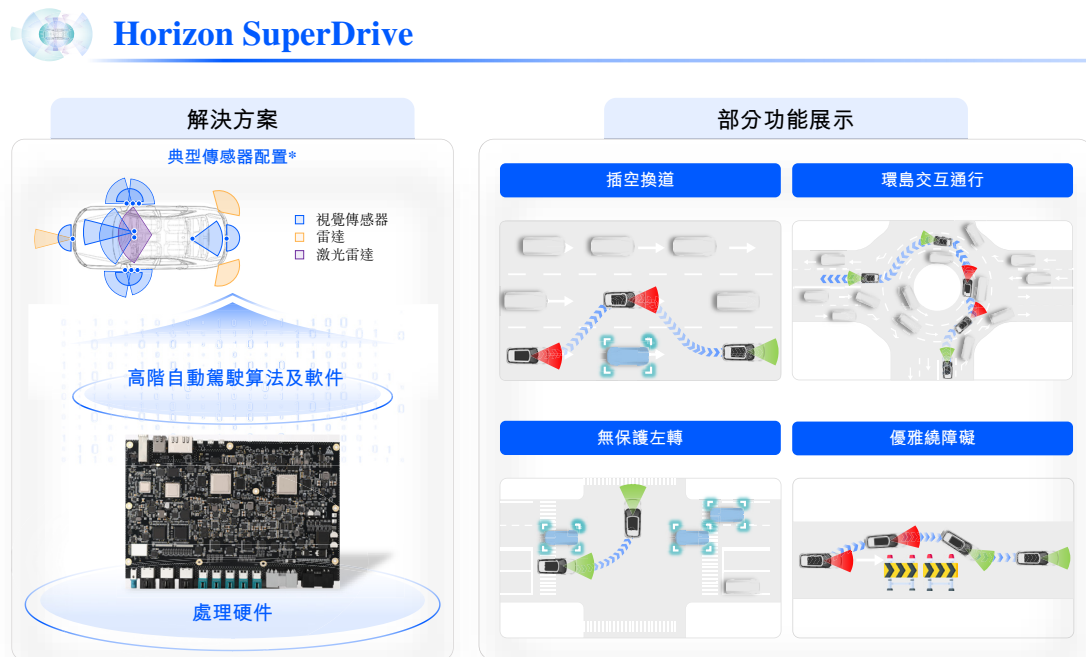 Horizon SuperDrive
解決方案
典型傳感器配置*
視覺傳感器
雷達
激光雷達
高階自動駕駛算法及軟件
處理硬件
部分功能展示
插空換道
環島交互通行
無保護左轉
優雅繞障礙